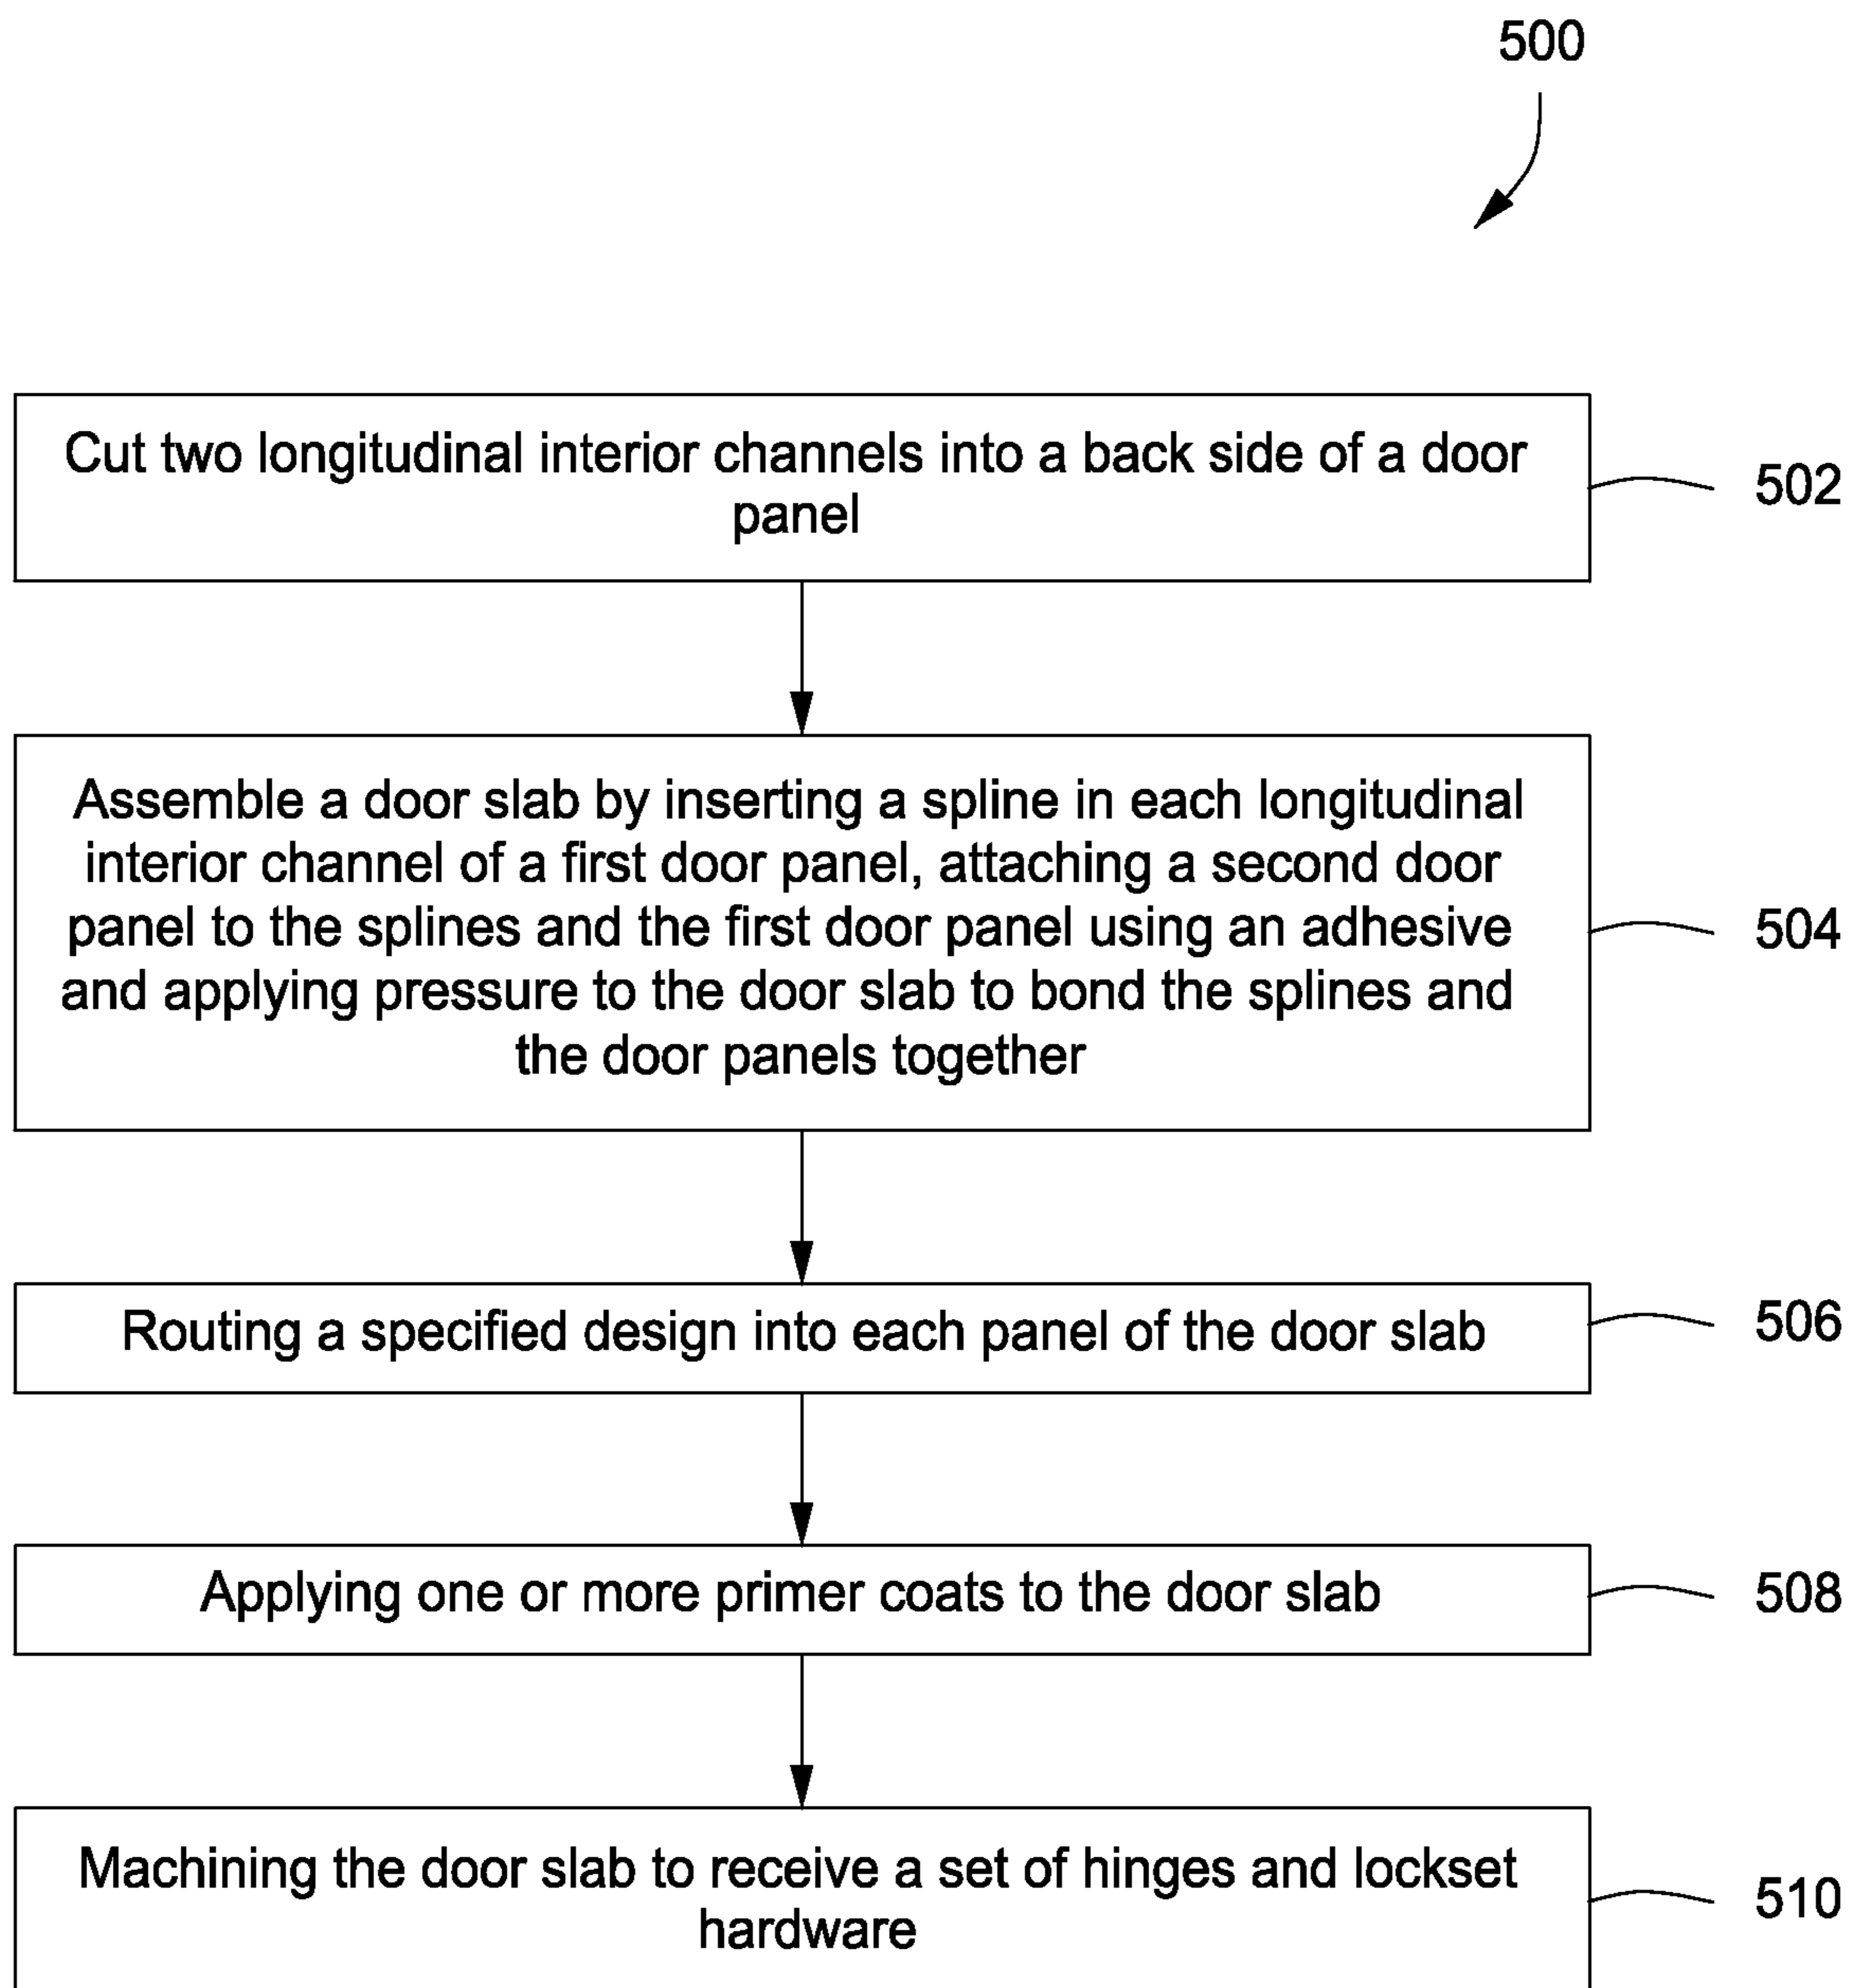 500
Cut two longitudinal interior channels into a back side of a door
panel
502
Assemble a door slab by inserting a spline in each longitudinal
interior channel of a first door panel, attaching a second door
panel to the splines and the first door panel using an adhesive
and applying pressure to the door slab to bond the splines and
the door panels together
504
Routing a specified design into each panel of the door slab
506
Applying one or more primer coats to the door slab
508
Machining the door slab to receive a set of hinges and lockset
hardware
510